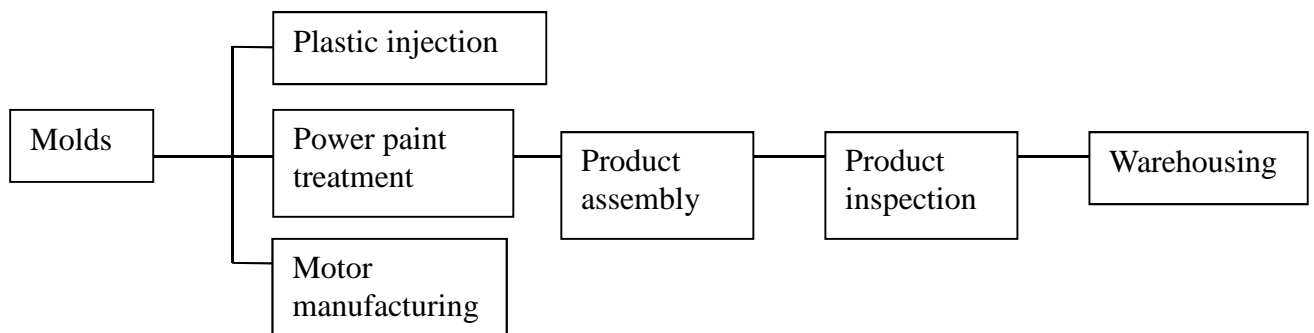 Plastic injection
Molds
Power paint
treatment
Product
assembly
Product
inspection
Warehousing
Motor
manufacturing